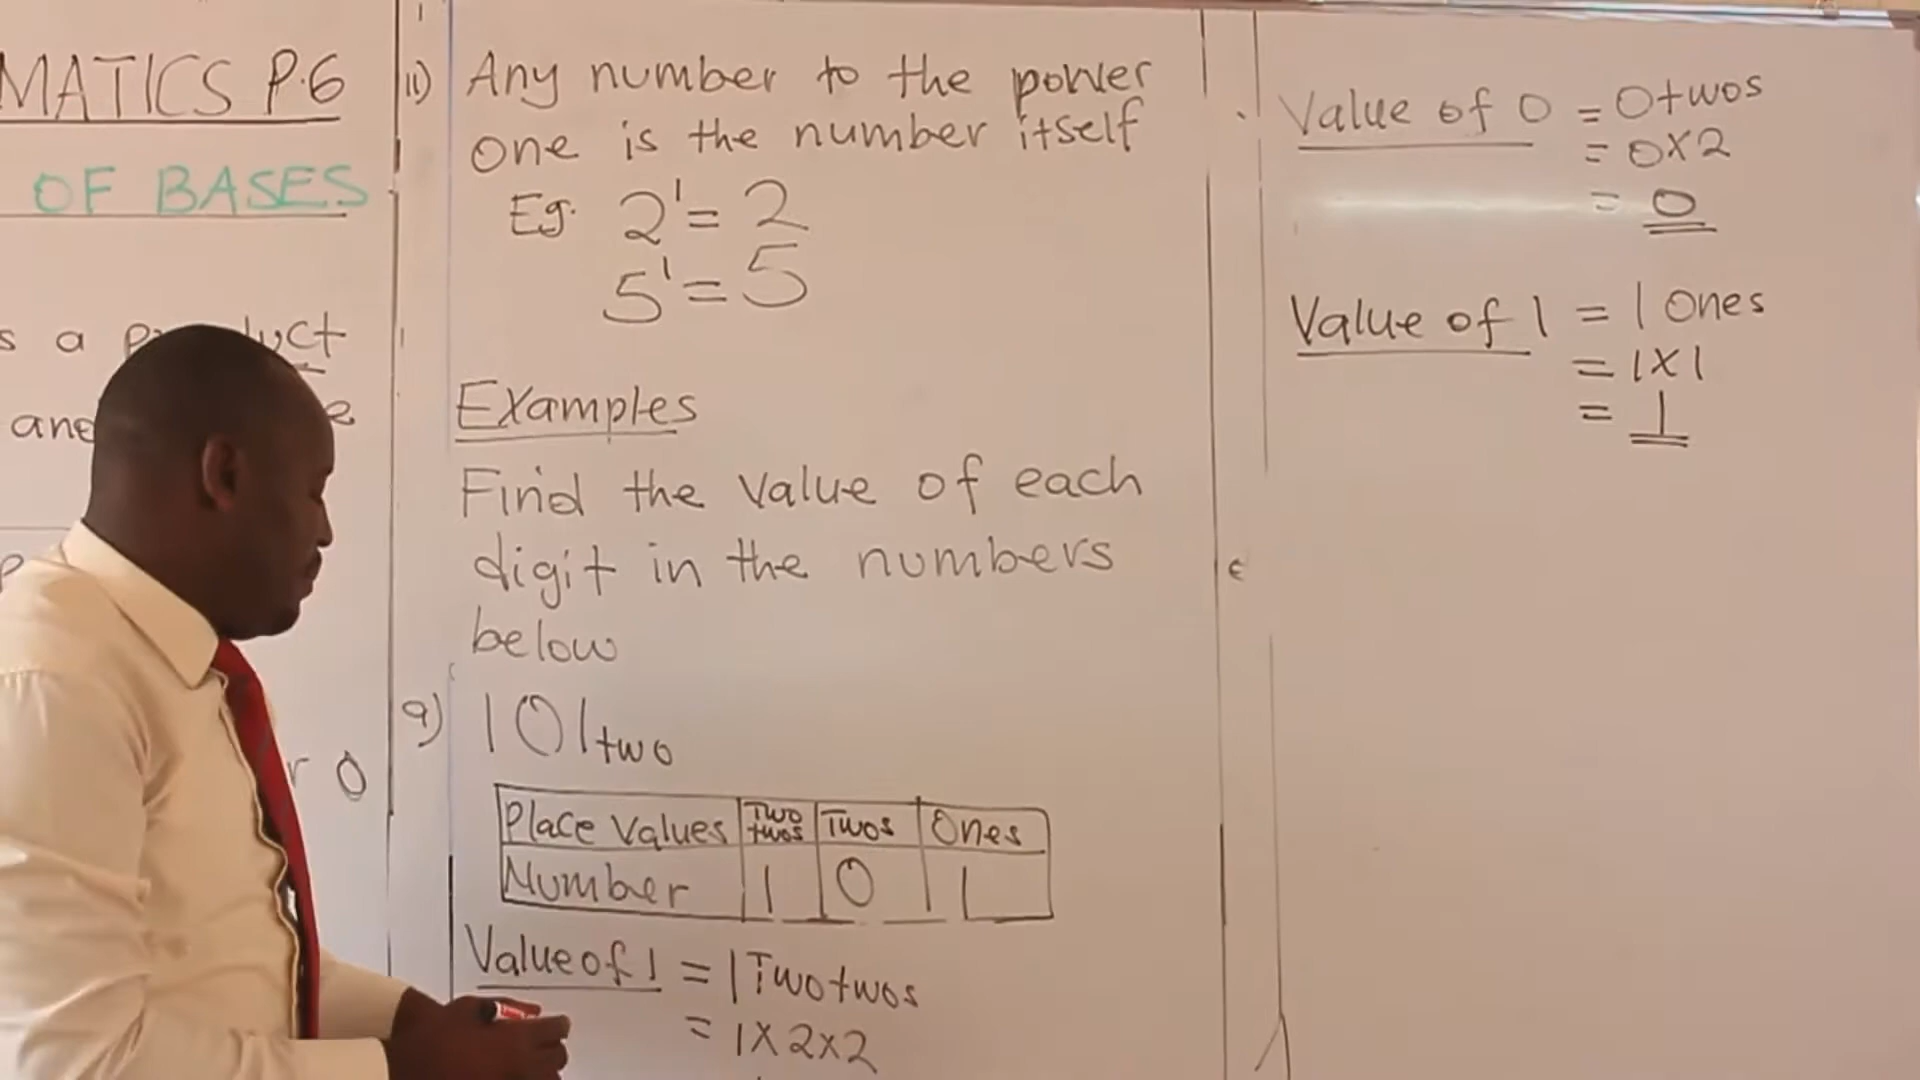 MATICS P.6
OF BASES
s a
and
r 0
ii) Any number to the power
one is the number itself
Eg. 2¹ = 2
5¹ = 5
Examples
Find the value of each
digit in the numbers
below
a) 101two
Place Values Two twos Twos Ones
Number 1 0 1
Value of 1 = 1 Two twos
= 1 x 2 x 2
Value of 0 = 0 twos
= 0 x 2
= 0
Value of 1 = 1 Ones
= 1 x 1
= 1